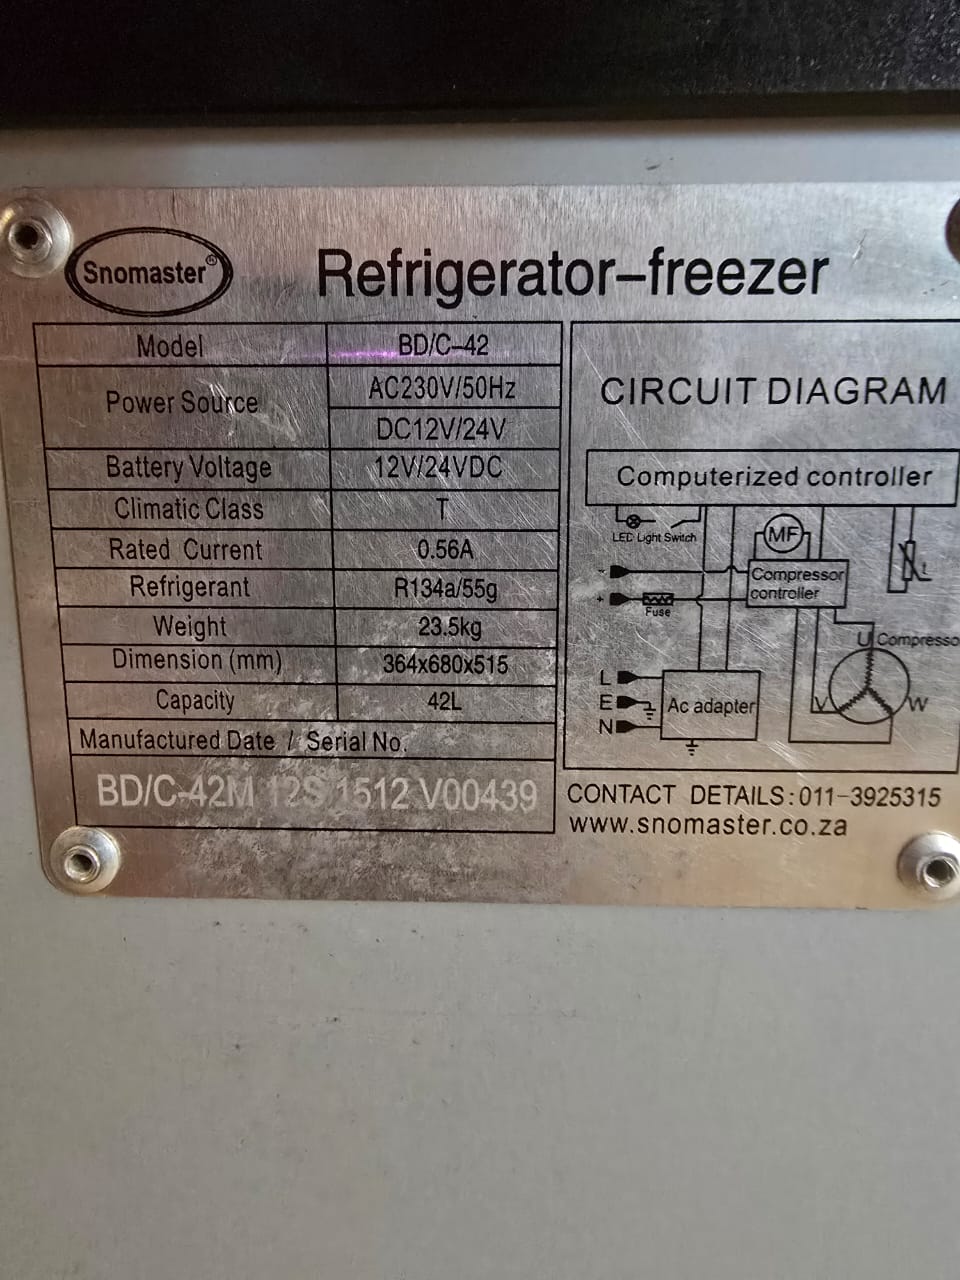 Snomaster®
Refrigerator-freezer
Model BD/C-42
Power Source AC230V/50Hz
DC12V/24V
Battery Voltage 12V/24VDC
Climatic Class T
Rated Current 0.56A
Refrigerant R134a/55g
Weight 23.5kg
Dimension (mm) 364x680x515
Capacity 42L
Manufactured Date / Serial No.
BD/C-42M 12S 1512 V00439
CIRCUIT DIAGRAM
Computerized controller
LED Light Switch
MF
-
Compressor
controller
+
Fuse
t
U Compresso
L
E
N
Ac adapter
V
W
CONTACT DETAILS:011-3925315
www.snomaster.co.za